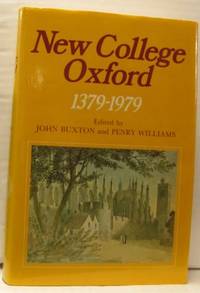 New College
Oxford
1379-1979
Edited by
JOHN BUXTON and PENRY WILLIAMS